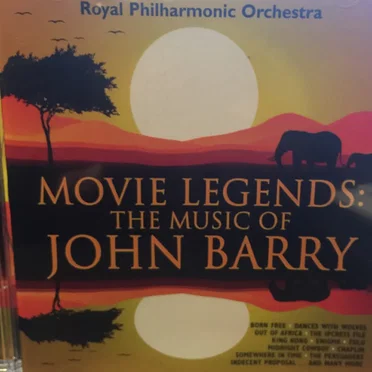 Royal Philharmonic Orchestra
MOVIE LEGENDS:
THE MUSIC OF
JOHN BARRY
BORN FREE • DANCES WITH WOLVES
OUT OF AFRICA • THE IPCRESS FILE
KING KONG • ENIGMA • ZULU
MIDNIGHT COWBOY • CHAPLIN
SOMEWHERE IN TIME • THE PERSUADERS
INDECENT PROPOSAL AND MANY MORE